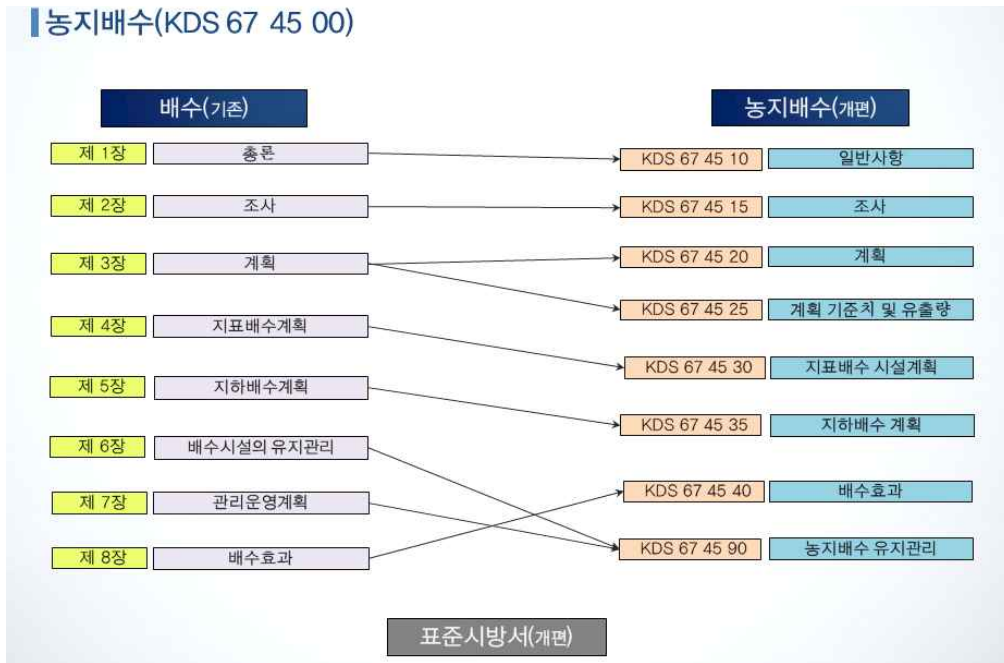 농지배수(KDS 67 45 00)
배수(기존)
농지배수(개편)
제 1장 총론
KDS 67 45 10 일반사항
제 2장 조사
KDS 67 45 15 조사
제 3장 계획
KDS 67 45 20 계획
KDS 67 45 25 계획 기준치 및 유출량
제 4장 지표배수계획
KDS 67 45 30 지표배수 시설계획
제 5장 지하배수계획
KDS 67 45 35 지하배수 계획
제 6장 배수시설의 유지관리
KDS 67 45 40 배수효과
제 7장 관리운영계획
KDS 67 45 90 농지배수 유지관리
제 8장 배수효과
표준시방서(개편)